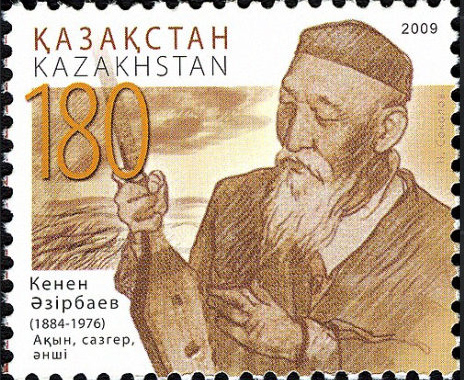 ҚАЗАҚСТАН
2009
KAZAKHSTAN
180
Кенен
Әзірбаев
(1884-1976)
Ақын, сазгер,
әнші